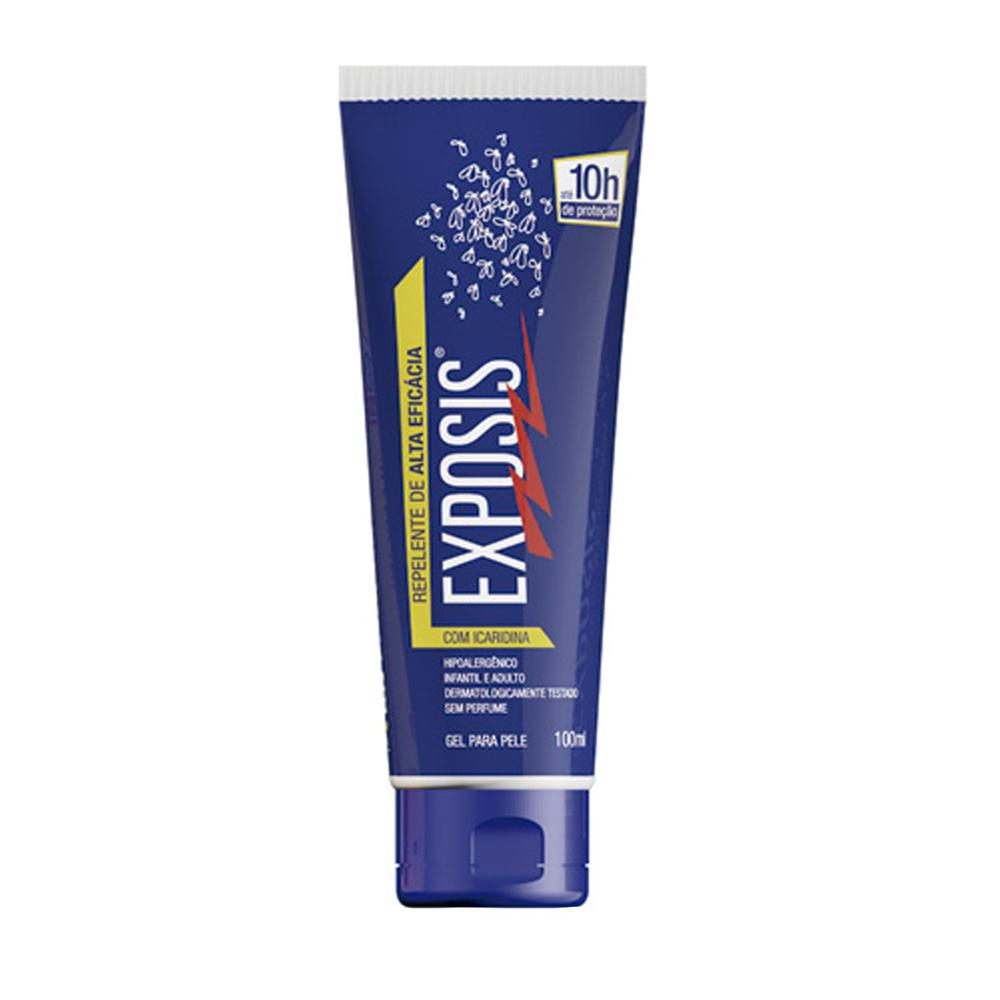 até 10h
de proteção
REPELENTE DE ALTA EFICÁCIA
EXPOSIS®
COM ICARIDINA
HIPOALERGÊNICO
INFANTIL E ADULTO
DERMATOLOGICAMENTE TESTADO
SEM PERFUME
GEL PARA PELE 100ml